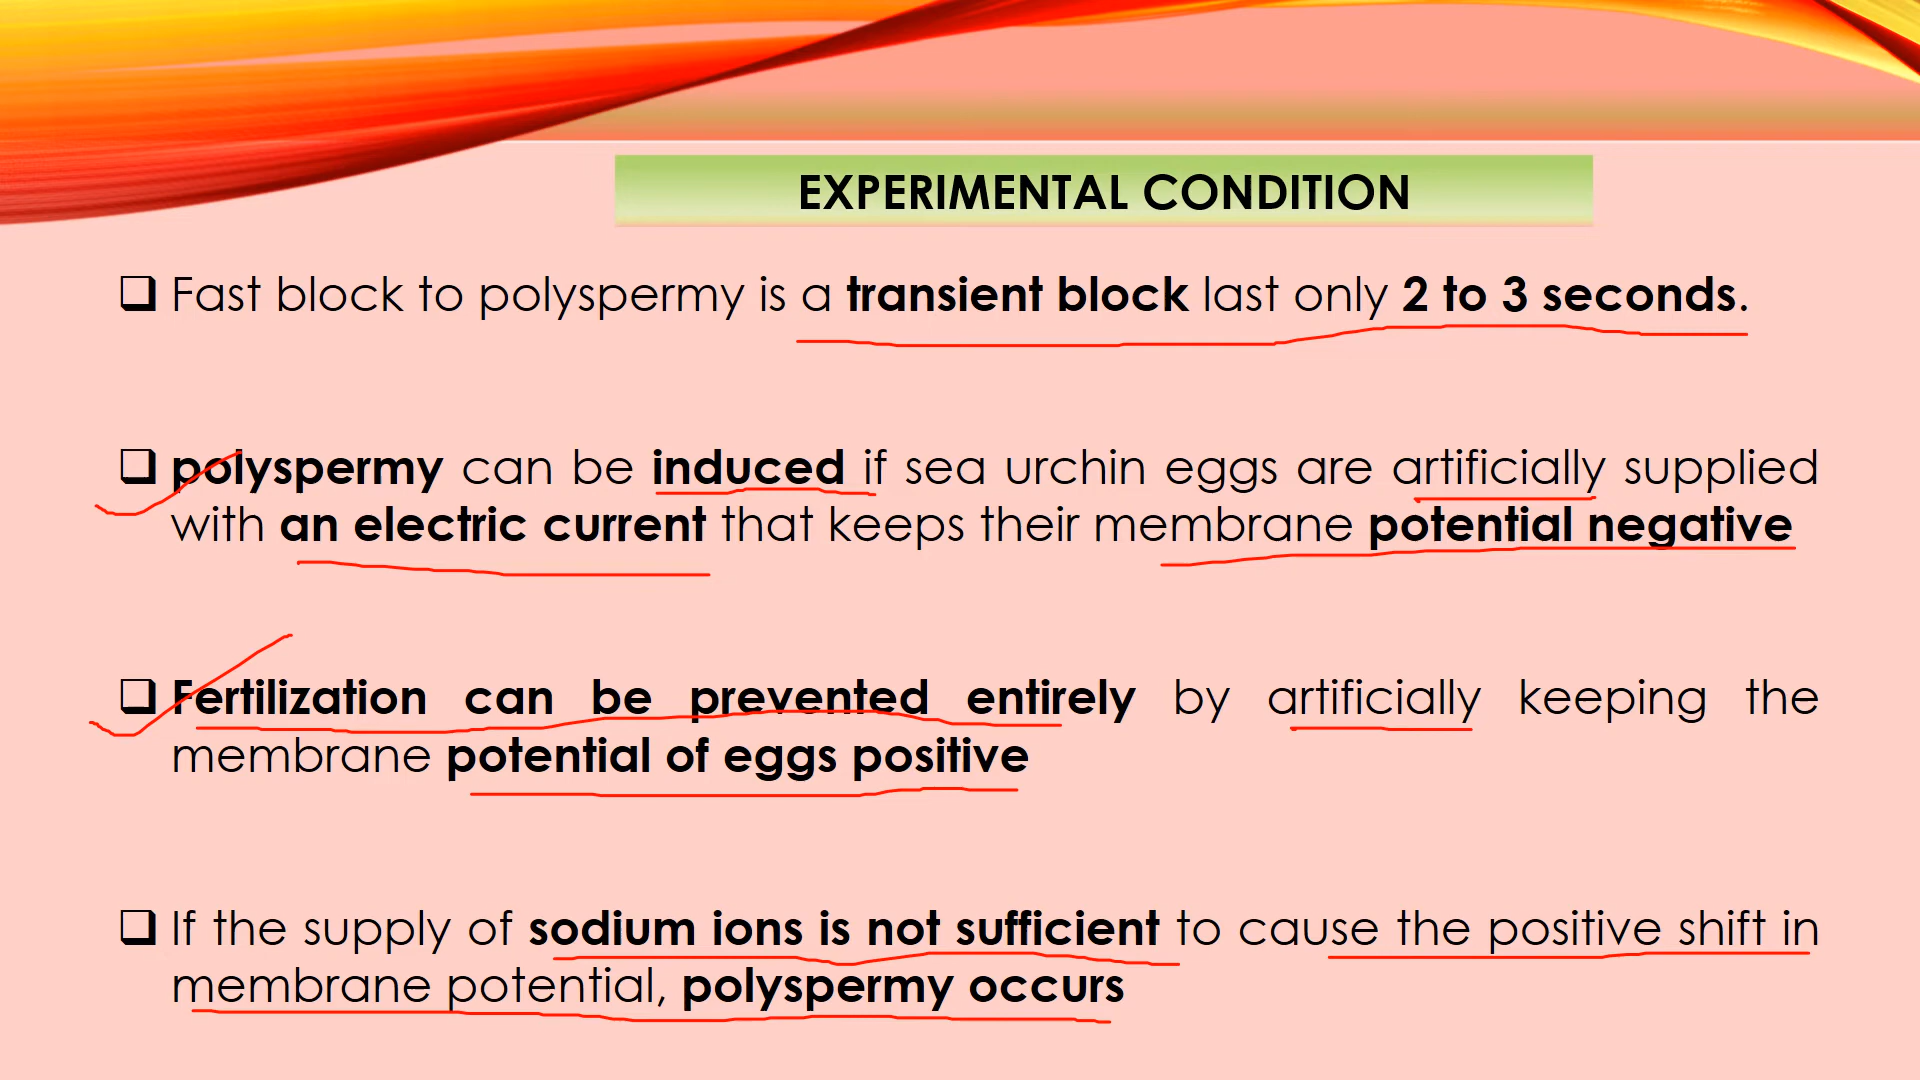 EXPERIMENTAL CONDITION
❑ Fast block to polyspermy is a transient block last only 2 to 3 seconds.
❑ polyspermy can be induced if sea urchin eggs are artificially supplied
with an electric current that keeps their membrane potential negative
❑ Fertilization can be prevented entirely by artificially keeping the
membrane potential of eggs positive
❑ If the supply of sodium ions is not sufficient to cause the positive shift in
membrane potential, polyspermy occurs